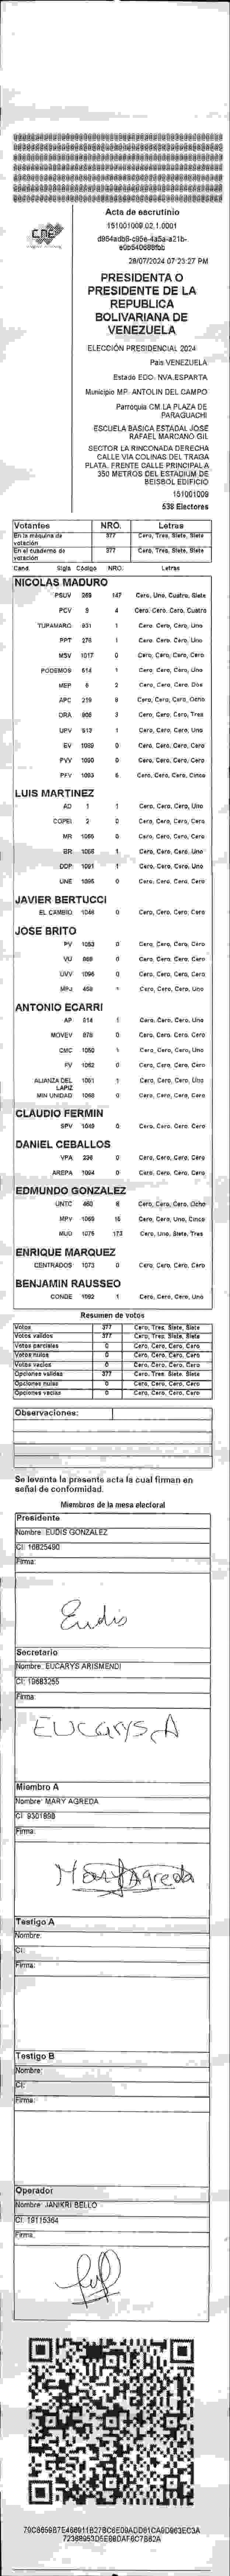 CNE
Acta de escrutinio
151001009.02.1.0001
28/07/2024 07:23:27 PM
PRESIDENTA O
PRESIDENTE DE LA
REPUBLICA
BOLIVARIANA DE
VENEZUELA
ELECCIÓN PRESIDENCIAL 2024
País VENEZUELA
Estado EDO. NVA.ESPARTA
Municipio MP. ANTOLIN DEL CAMPO
Parroquia CM.LA PLAZA DE
PARAGUACHI
ESCUELA BASICA ESTADAL JOSE
RAFAEL MARCANO GIL
SECTOR LA RINCONADA DERECHA
CALLE VIA COLINAS DEL TRAGA
PLATA. FRENTE CALLE PRINCIPAL A
350 METROS DEL ESTADIUM DE
BEISBOL EDIFICIO
151001009
538 Electores
Votantes NRO. Letras
En la máquina de votación 377 Cero, Tres, Siete, Siete
En el cuaderno de votación 377 Cero, Tres, Siete, Siete
Cand. Sigla Código NRO. Letras
NICOLAS MADURO
PSUV 269 147
PCV 9 4 Cero, Cero, Cero, Cuatro
TUPAMARO 931 1 Cero, Cero, Cero, Uno
PPT 276 1 Cero, Cero, Cero, Uno
MSV 1017 0 Cero, Cero, Cero, Cero
PODEMOS 614 1 Cero, Cero, Cero, Uno
MEP 6 2 Cero, Cero, Cero, Dos
APC 219 8 Cero, Cero, Cero, Ocho
ORA 806 3 Cero, Cero, Cero, Tres
UPV 912 1 Cero, Cero, Cero, Uno
EV 1089 0 Cero, Cero, Cero, Cero
PVV 1090 0 Cero, Cero, Cero, Cero
PFV 1093 5 Cero, Cero, Cero, Cinco
LUIS MARTINEZ
AD 1 1 Cero, Cero, Cero, Uno
COPEI 2 0 Cero, Cero, Cero, Cero
MR 1055 0 Cero, Cero, Cero, Cero
BR 1056 1 Cero, Cero, Cero, Uno
DDP 1091 1 Cero, Cero, Cero, Uno
UNE 1095 0 Cero, Cero, Cero, Cero
JAVIER BERTUCCI
EL CAMBIO 1046 0 Cero, Cero, Cero, Cero
JOSE BRITO
PV 1053 0 Cero, Cero, Cero, Cero
VU 868 0 Cero, Cero, Cero, Cero
UVV 1096 0 Cero, Cero, Cero, Cero
MPJ 458 1 Cero, Cero, Cero, Uno
ANTONIO ECARRI
AP 914 1 Cero, Cero, Cero, Uno
MOVEV 878 0 Cero, Cero, Cero, Cero
CMC 1050 1 Cero, Cero, Cero, Uno
FV 1062 0 Cero, Cero, Cero, Cero
ALIANZA DEL LAPIZ 1061 1 Cero, Cero, Cero, Uno
MIN UNIDAD 1068 0 Cero, Cero, Cero, Cero
CLAUDIO FERMIN
SPV 1049 0 Cero, Cero, Cero, Cero
DANIEL CEBALLOS
VPA 236 0 Cero, Cero, Cero, Cero
AREPA 1094 0 Cero, Cero, Cero, Cero
EDMUNDO GONZALEZ
UNTC 460 8 Cero, Cero, Cero, Ocho
MPV 1069 15 Cero, Cero, Uno, Cinco
MUD 1075 173 Cero, Uno, Siete, Tres
ENRIQUE MARQUEZ
CENTRADOS 1073 0 Cero, Cero, Cero, Cero
BENJAMIN RAUSSEO
CONDE 1092 1 Cero, Cero, Cero, Uno
Resumen de votos
Votos 377 Cero, Tres, Siete, Siete
Votos validos 377 Cero, Tres, Siete, Siete
Votos parciales 0 Cero, Cero, Cero, Cero
Votos nulos 0 Cero, Cero, Cero, Cero
Votos vacios 0 Cero, Cero, Cero, Cero
Opciones validas 377 Cero, Tres, Siete, Siete
Opciones nulas 0 Cero, Cero, Cero, Cero
Opciones vacias 0 Cero, Cero, Cero, Cero
Observaciones:
Se levanta la presente acta la cual firman en
señal de conformidad.
Miembros de la mesa electoral
Presidente
Nombre: EUDIS GONZALEZ
CI: 16825490
Firma:
Eudis
Secretario
Nombre: EUCARYS ARISMENDI
CI: 19683255
Firma:
EUCARYS A
Miembro A
Nombre: MARY AGREDA
CI: 9301898
Firma:
Mary Agreda
Testigo A
Nombre:
CI:
Firma:
Testigo B
Nombre:
CI:
Firma:
Operador
Nombre: JANIKRI BELLO
CI: 19115364
Firma: